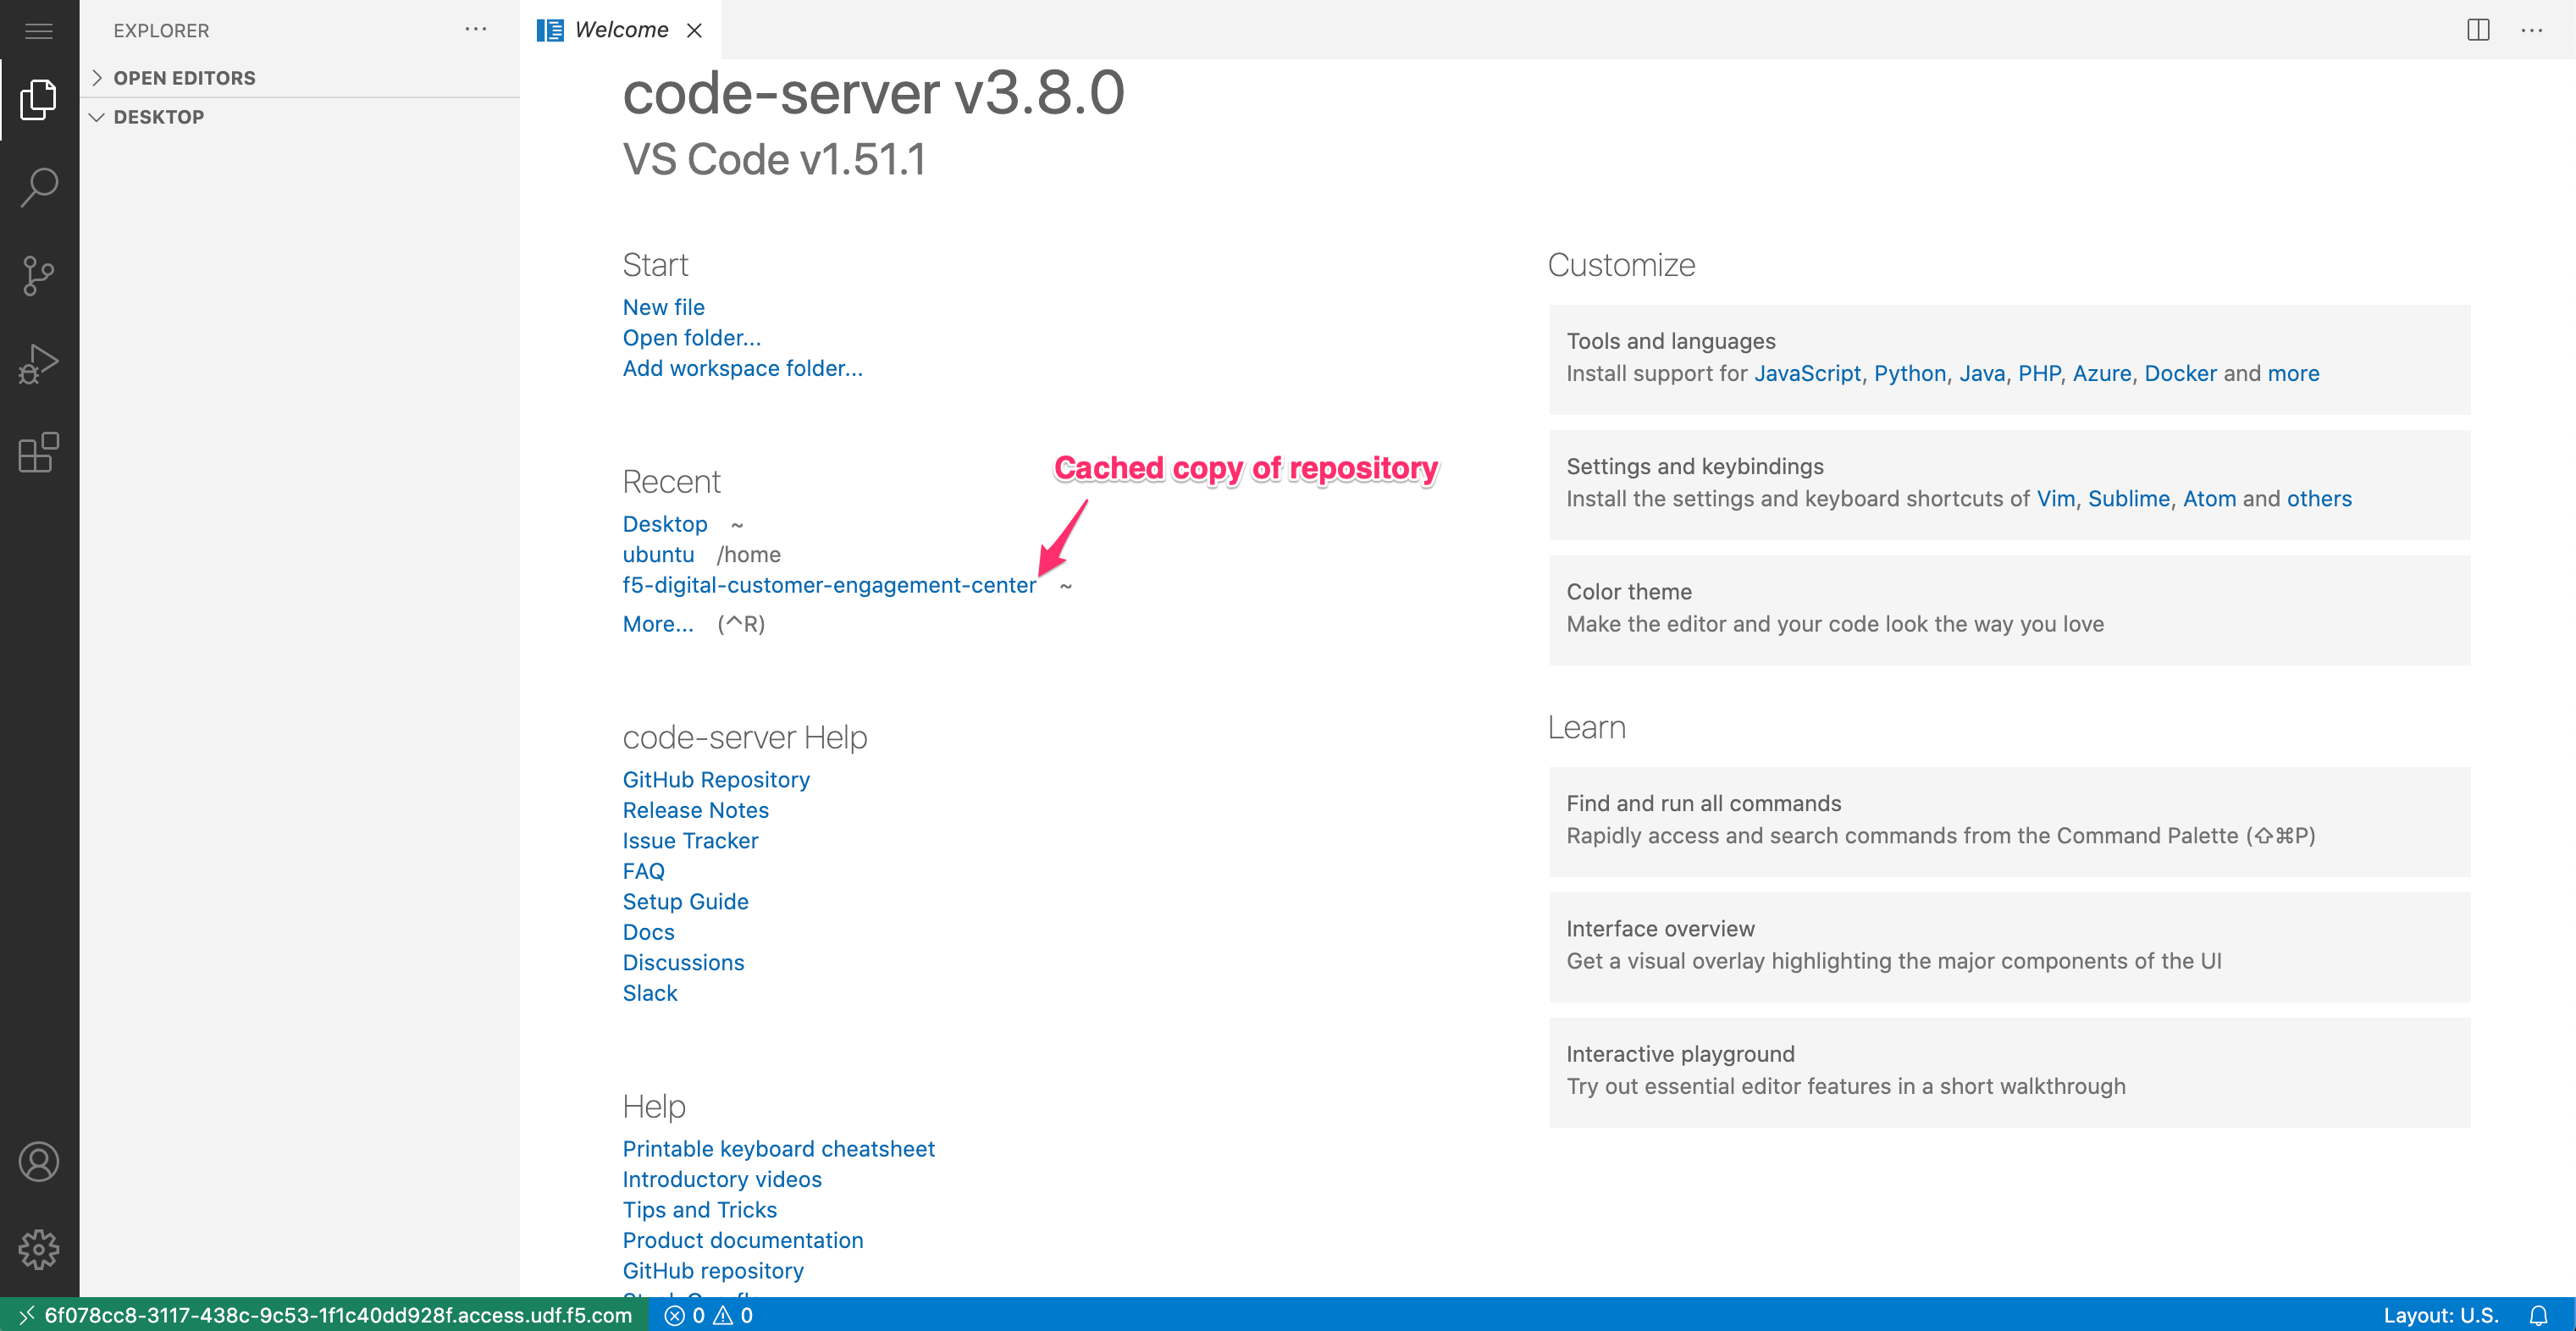 EXPLORER
OPEN EDITORS
DESKTOP
Welcome
code-server v3.8.0
VS Code v1.51.1
Start
New file
Open folder...
Add workspace folder...
Cached copy of repository
Recent
Desktop ~
ubuntu /home
f5-digital-customer-engagement-center ~
More... (^R)
code-server Help
GitHub Repository
Release Notes
Issue Tracker
FAQ
Setup Guide
Docs
Discussions
Slack
Help
Printable keyboard cheatsheet
Introductory videos
Tips and Tricks
Product documentation
GitHub repository
Customize
Tools and languages
Install support for JavaScript, Python, Java, PHP, Azure, Docker and more
Settings and keybindings
Install the settings and keyboard shortcuts of Vim, Sublime, Atom and others
Color theme
Make the editor and your code look the way you love
Learn
Find and run all commands
Rapidly access and search commands from the Command Palette (⇧⌘P)
Interface overview
Get a visual overlay highlighting the major components of the UI
Interactive playground
Try out essential editor features in a short walkthrough
6f078cc8-3117-438c-9c53-1f1c40dd928f.access.udf.f5.com 0 0 Layout: U.S.